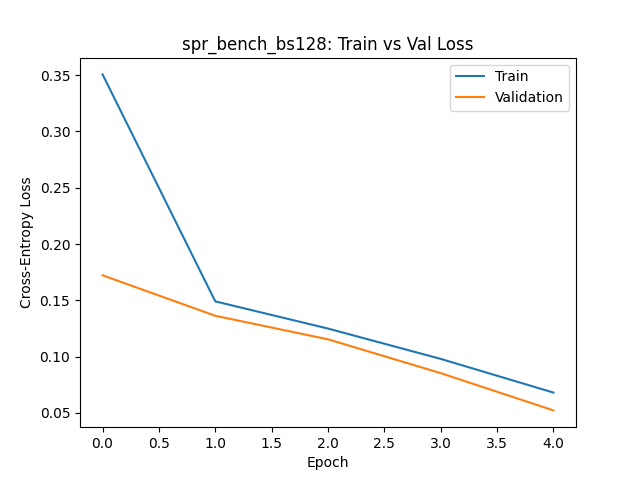 spr_bench_bs128: Train vs Val Loss
Train
Validation
Cross-Entropy Loss
0.35
0.30
0.25
0.20
0.15
0.10
0.05
0.0 0.5 1.0 1.5 2.0 2.5 3.0 3.5 4.0
Epoch